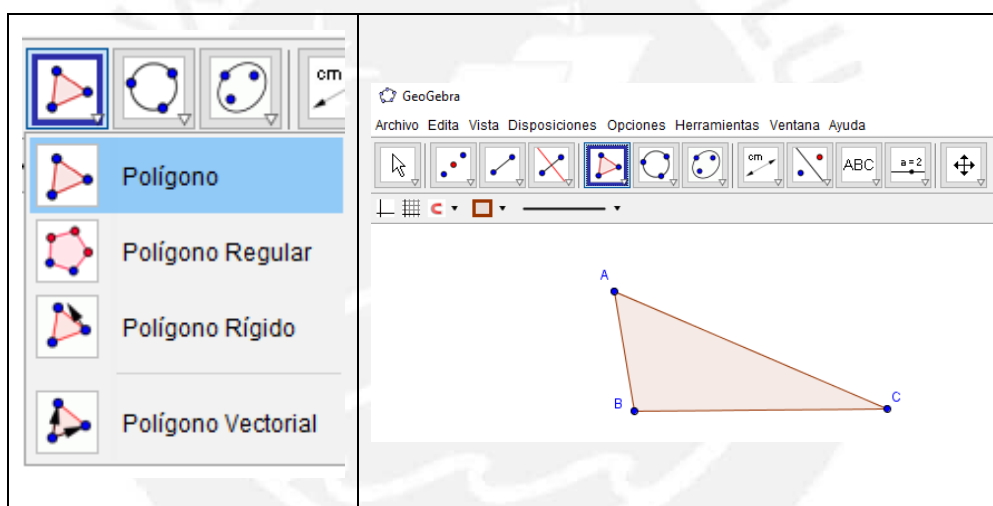 cm
Polígono
Polígono Regular
Polígono Rígido
Polígono Vectorial
GeoGebra
Archivo Edita Vista Disposiciones Opciones Herramientas Ventana Ayuda
cm
ABC
a=2
A
B
C